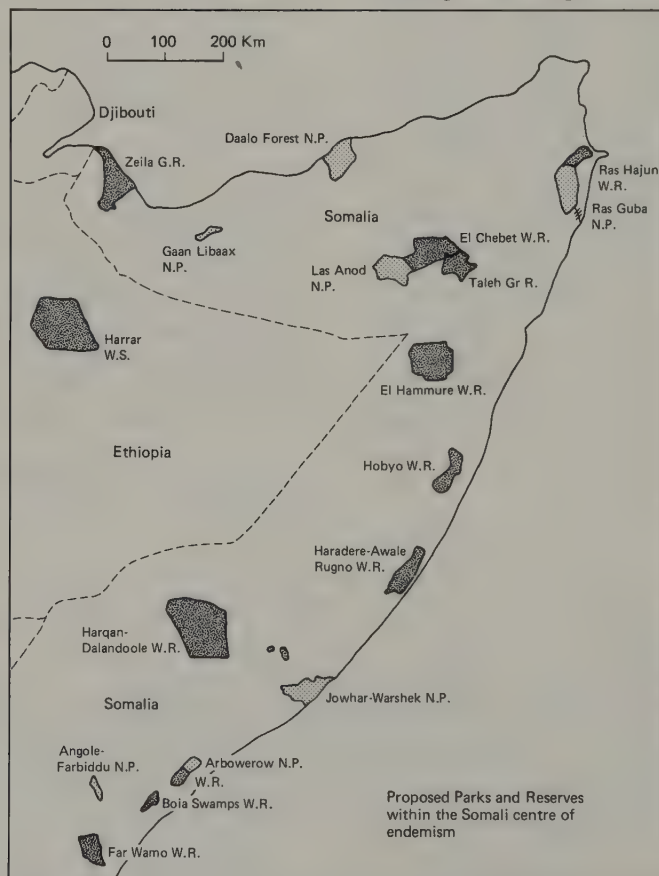 0 100 200 Km
Djibouti
Daalo Forest N.P.
Zeila G.R.
Ras Hajun
W.R.
Ras Guba
N.P.
Somalia
El Chebet W.R.
Gaan Libaax
N.P.
Las Anod
N.P.
Taleh Gr R.
Harrar
W.S.
El Hammure W.R.
Ethiopia
Hobyo W.R.
Haradere-Awale
Rugno W.R.
Harqan-
Dalandoole W.R.
Jowhar-Warshek N.P.
Somalia
Angole-
Farbiddu N.P.
Arbowerow N.P.
W.R.
Boia Swamps W.R.
Far Wamo W.R.
Proposed Parks and Reserves
within the Somali centre of
endemism